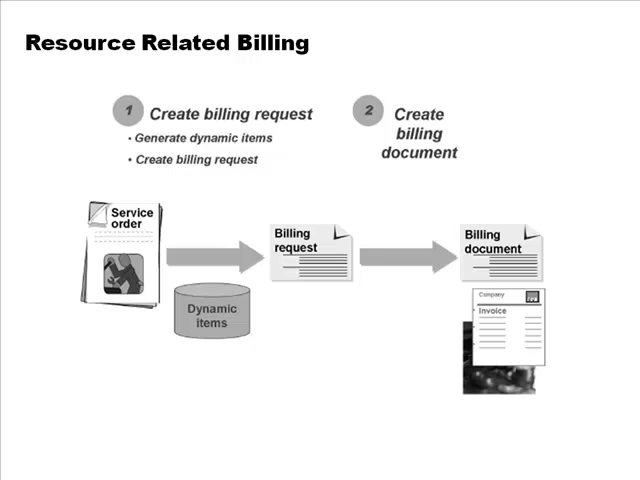 Resource Related Billing
1
Create billing request
• Generate dynamic items
• Create billing request
2
Create
billing
document
Service
order
Billing
request
Billing
document
Dynamic
items
Company
Invoice